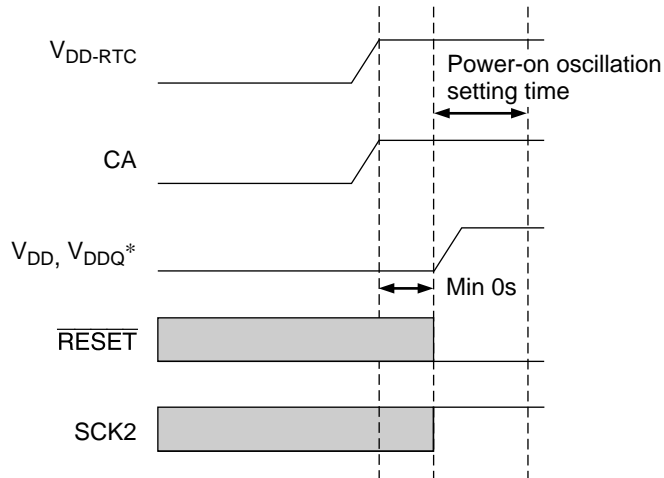 VDD-RTC
Power-on oscillation
setting time
CA
VDD, VDDQ*
Min 0s
RESET
SCK2